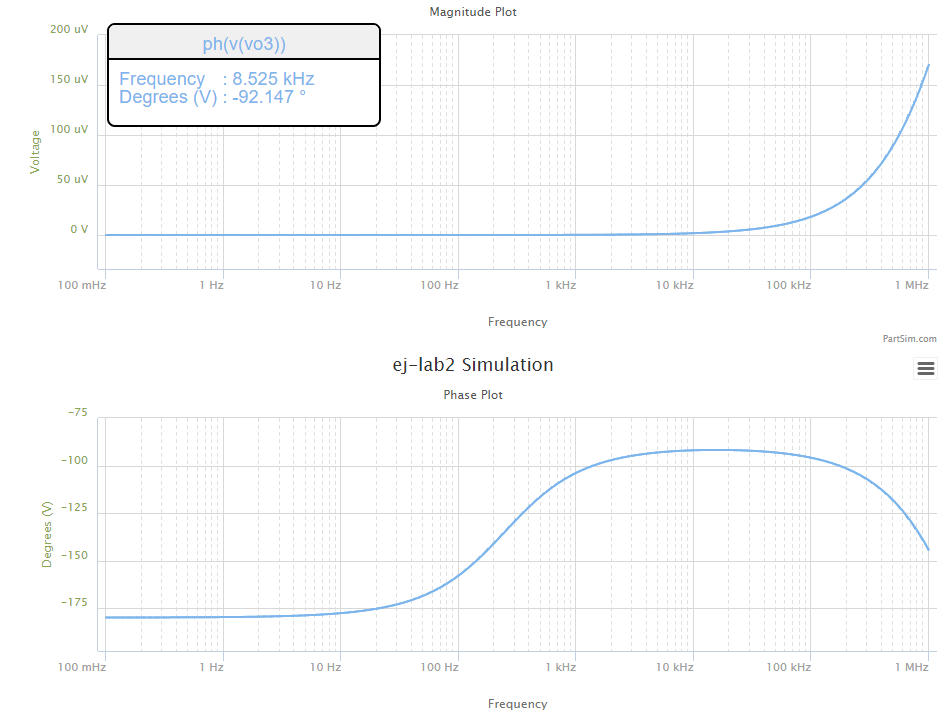 Magnitude Plot
200 uV
150 uV
100 uV
50 uV
0 V
Voltage
ph(v(vo3))
Frequency : 8.525 kHz
Degrees (V) : -92.147 °
100 mHz 1 Hz 10 Hz 100 Hz 1 kHz 10 kHz 100 kHz 1 MHz
Frequency
PartSim.com
ej-lab2 Simulation
Phase Plot
-75
-100
-125
-150
-175
Degrees (V)
100 mHz 1 Hz 10 Hz 100 Hz 1 kHz 10 kHz 100 kHz 1 MHz
Frequency